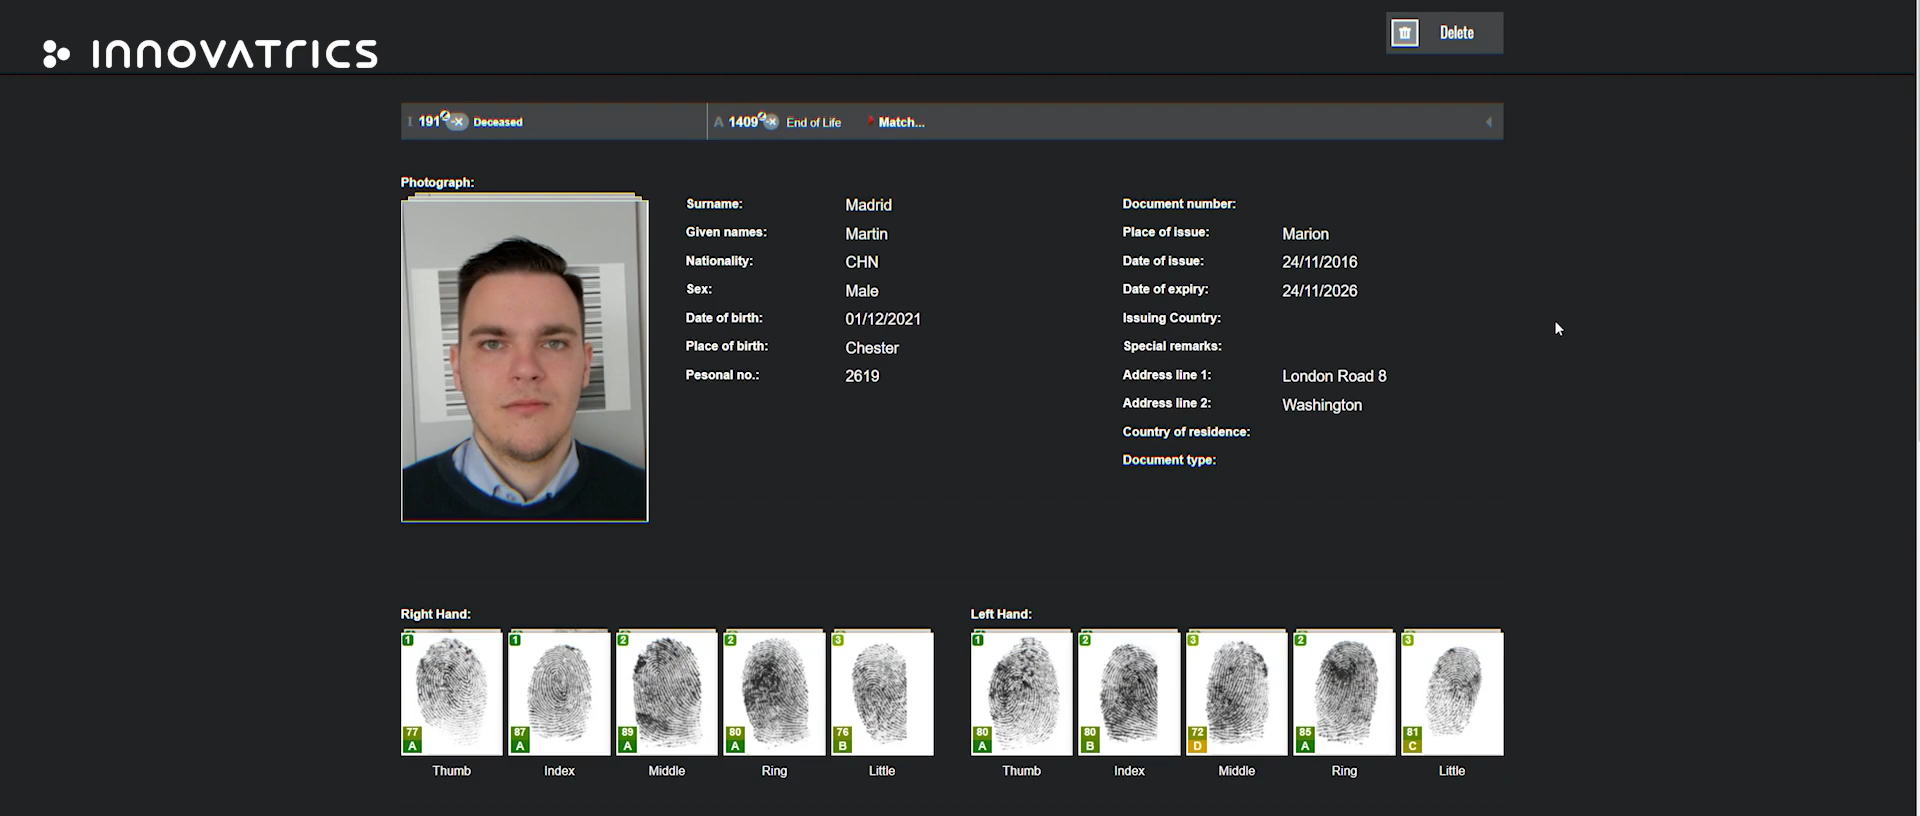 INNOVATRICS
Delete
I 191 Deceased
A 1409 End of Life Match...
Photograph:
Surname: Madrid
Given names: Martin
Nationality: CHN
Sex: Male
Date of birth: 01/12/2021
Place of birth: Chester
Pesonal no.: 2619
Document number:
Place of issue: Marion
Date of issue: 24/11/2016
Date of expiry: 24/11/2026
Issuing Country:
Special remarks:
Address line 1: London Road 8
Address line 2: Washington
Country of residence:
Document type:
Right Hand:
1 1 2 2 3
77 87 89 80 76
A A A A B
Thumb Index Middle Ring Little
Left Hand:
1 2 3 2 3
80 80 72 85 81
A B D A C
Thumb Index Middle Ring Little